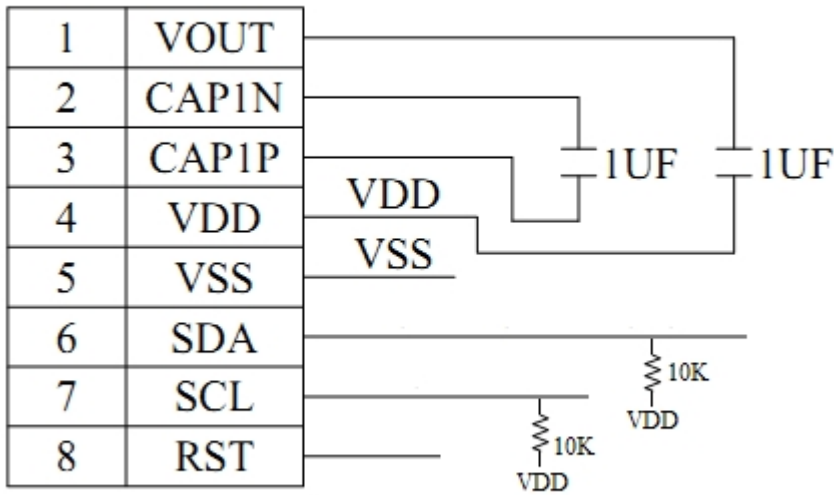 1 VOUT
2 CAP1N
3 CAP1P 1UF 1UF
4 VDD VDD
5 VSS VSS
6 SDA
10K
7 SCL
VDD
8 RST 10K
VDD